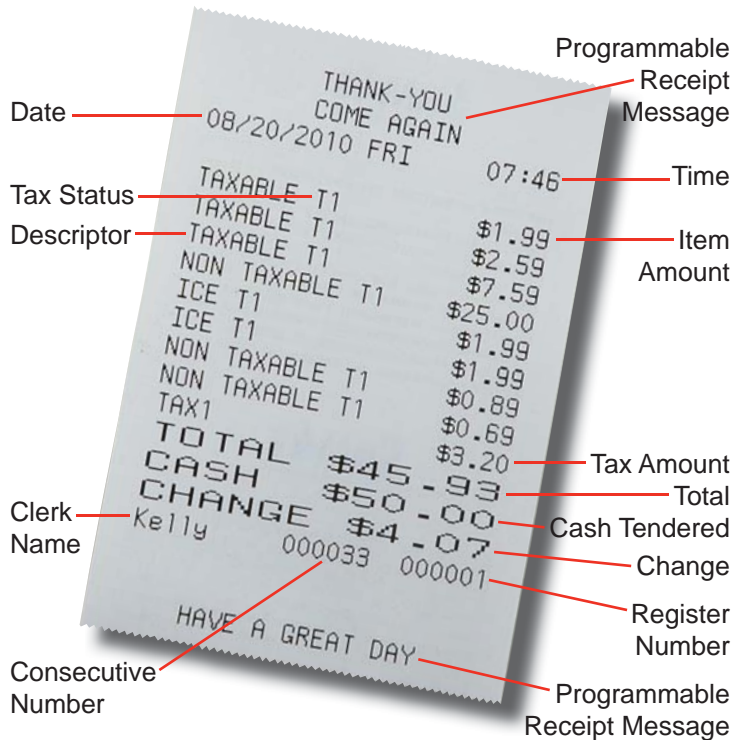 Programmable
Receipt
Message
THANK-YOU
COME AGAIN
Date
08/20/2010 FRI
07:46
Time
Tax Status
TAXABLE T1
$1.99
Item
Amount
TAXABLE T1
$2.59
Descriptor
TAXABLE T1
$7.59
NON TAXABLE T1
$25.00
ICE T1
$1.99
ICE T1
$1.99
NON TAXABLE T1
$0.89
NON TAXABLE T1
$0.69
TAX1
$3.20
Tax Amount
TOTAL $45.93
Total
CASH $50.00
Cash Tendered
CHANGE $4.07
Change
Clerk
Name
Kelly 000033 000001
Register
Number
Consecutive
Number
HAVE A GREAT DAY
Programmable
Receipt Message